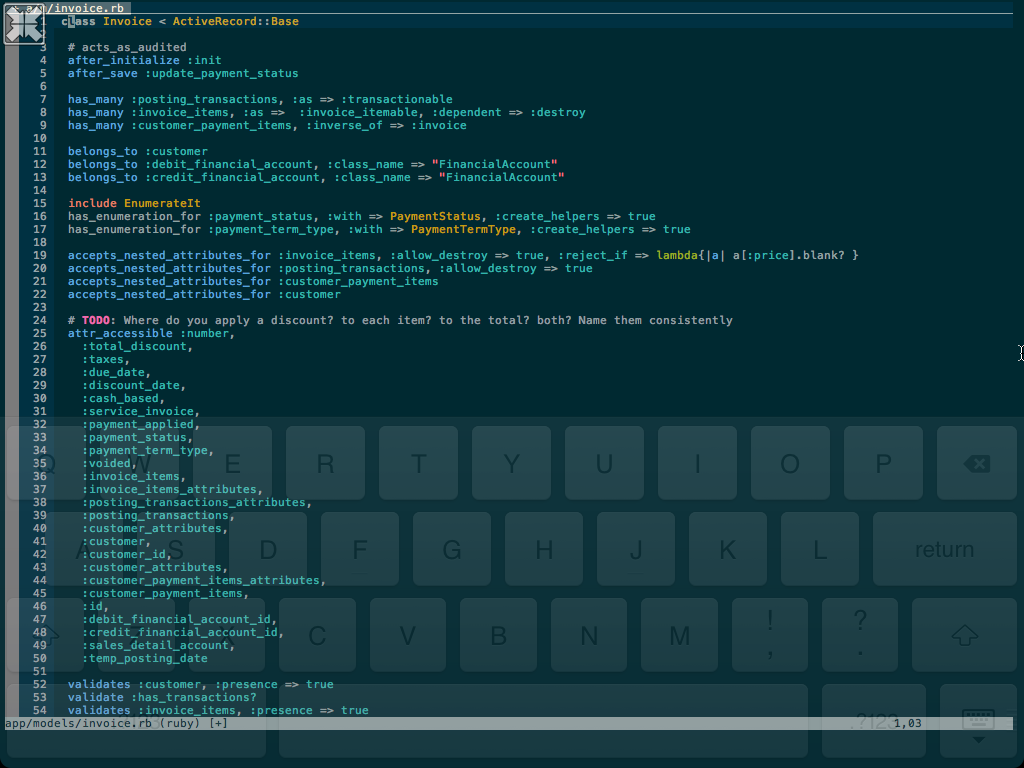 /invoice.rb
1 class Invoice < ActiveRecord::Base
3 # acts_as_audited
4 after_initialize :init
5 after_save :update_payment_status
6
7 has_many :posting_transactions, :as => :transactionable
8 has_many :invoice_items, :as =>  :invoice_itemable, :dependent => :destroy
9 has_many :customer_payment_items, :inverse_of => :invoice
10
11 belongs_to :customer
12 belongs_to :debit_financial_account, :class_name => "FinancialAccount"
13 belongs_to :credit_financial_account, :class_name => "FinancialAccount"
14
15 include EnumerateIt
16 has_enumeration_for :payment_status, :with => PaymentStatus, :create_helpers => true
17 has_enumeration_for :payment_term_type, :with => PaymentTermType, :create_helpers => true
18
19 accepts_nested_attributes_for :invoice_items, :allow_destroy => true, :reject_if => lambda{|a| a[:price].blank? }
20 accepts_nested_attributes_for :posting_transactions, :allow_destroy => true
21 accepts_nested_attributes_for :customer_payment_items
22 accepts_nested_attributes_for :customer
23
24 # TODO: Where do you apply a discount? to each item? to the total? both? Name them consistently
25 attr_accessible :number,
26 :total_discount,
27 :taxes,
28 :due_date,
29 :discount_date,
30 :cash_based,
31 :service_invoice,
32 :payment_applied,
33 :payment_status,
34 :payment_term_type,
35 :voided,
36 :invoice_items,
37 :invoice_items_attributes,
38 :posting_transactions_attributes,
39 :posting_transactions,
40 :customer_attributes,
41 :customer,
42 :customer_id,
43 :customer_attributes,
44 :customer_payment_items_attributes,
45 :customer_payment_items,
46 :id,
47 :debit_financial_account_id,
48 :credit_financial_account_id,
49 :sales_detail_account,
50 :temp_posting_date
51
52 validates :customer, :presence => true
53 validate :has_transactions?
54 validates :invoice_items, :presence => true
app/models/invoice.rb (ruby) [+] 1,03
Q W E R T Y U I O P
A S D F G H J K L return
X C V B N M ! , ? .
.?123